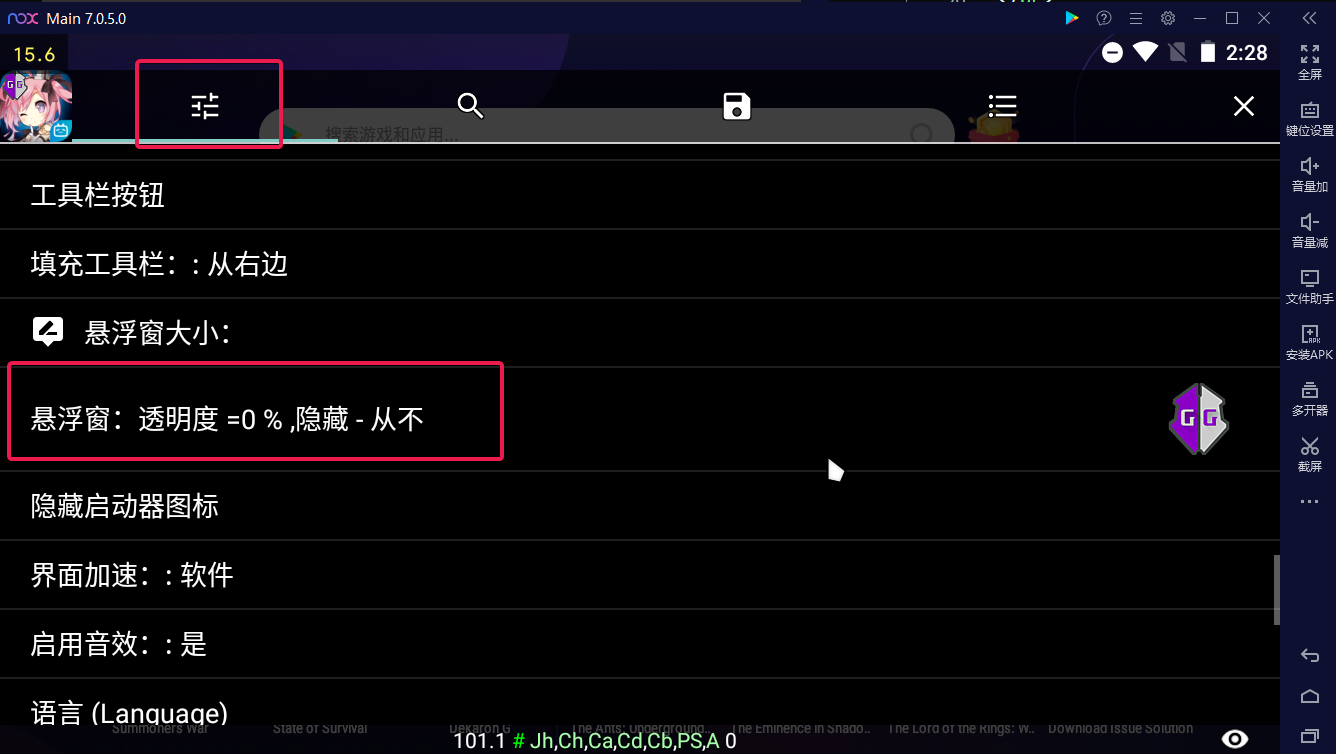 nox Main 7.0.5.0
15.6
2:28
搜索游戏和应用...
工具栏按钮
填充工具栏：: 从右边
悬浮窗大小：
悬浮窗：透明度 =0 % ,隐藏 - 从不
GG
隐藏启动器图标
界面加速：: 软件
启用音效：: 是
语言 (Language)
Summoners War
State of Survival
Dekaron G
The Ants: Underground..
The Eminence in Shado..
The Lord of the Rings: W..
Download Issue Solution
101.1 # Jh,Ch,Ca,Cd,Cb,PS,A 0
全屏
键位设置
音量加
音量减
文件助手
安装APK
多开器
截屏